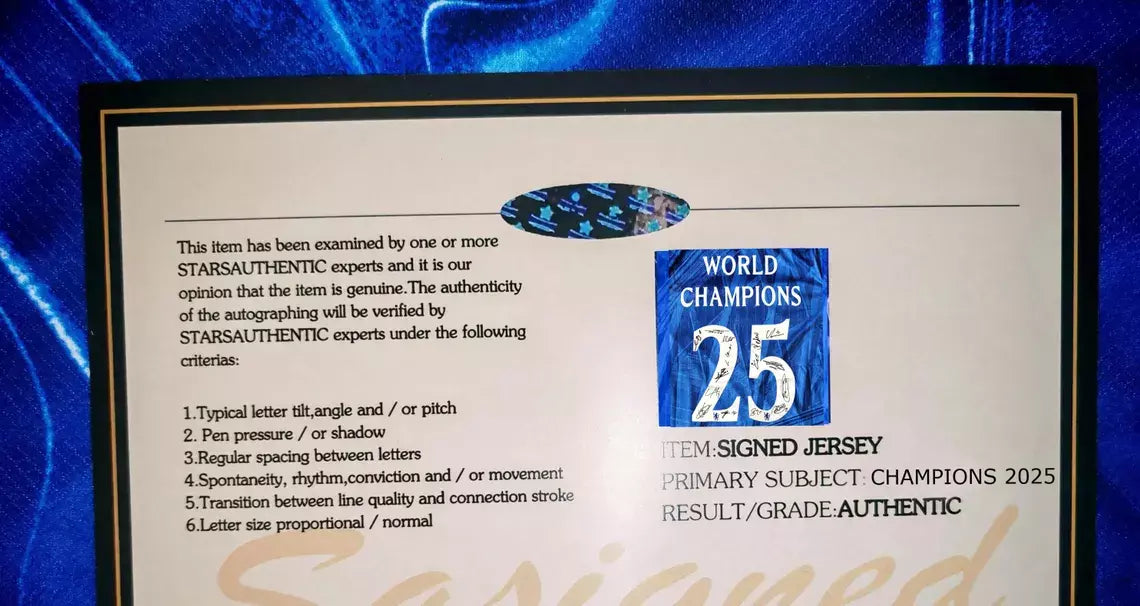 This item has been examined by one or more
STARSAUTHENTIC experts and it is our
opinion that the item is genuine.The authenticity
of the autographing will be verified by
STARSAUTHENTIC experts under the following
criterias:
1.Typical letter tilt,angle and / or pitch
2. Pen pressure / or shadow
3.Regular spacing between letters
4.Spontaneity, rhythm,conviction and / or movement
5.Transition between line quality and connection stroke
6.Letter size proportional / normal
WORLD
CHAMPIONS
25
ITEM:SIGNED JERSEY
PRIMARY SUBJECT: CHAMPIONS 2025
RESULT/GRADE:AUTHENTIC
Sasigned